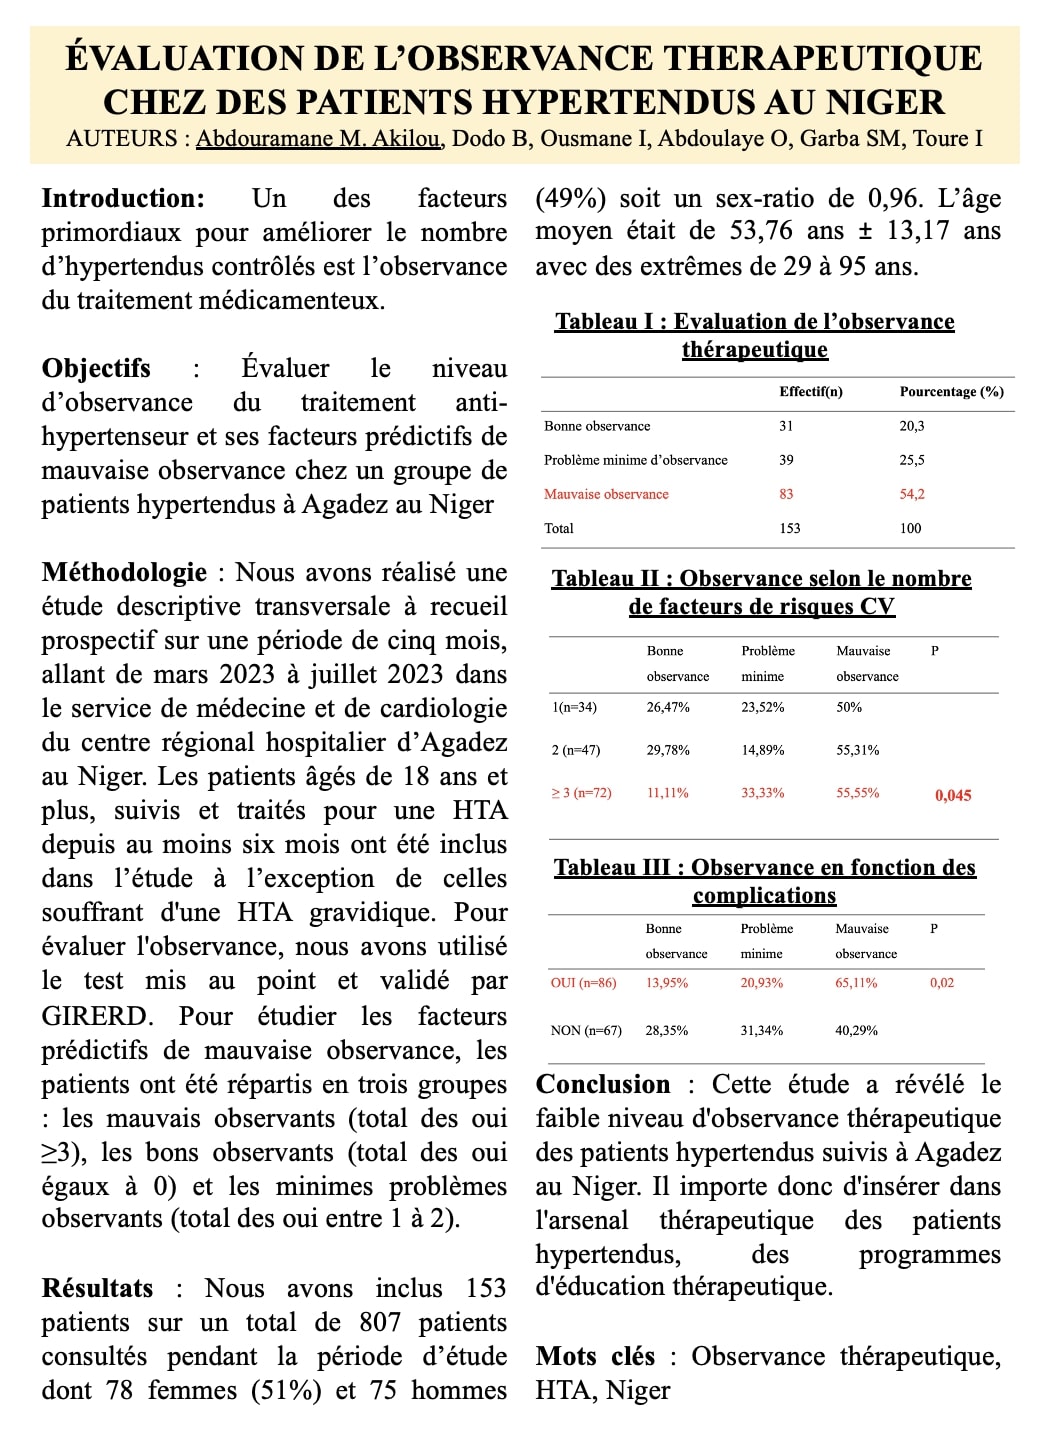 ÉVALUATION DE L’OBSERVANCE THERAPEUTIQUE
CHEZ DES PATIENTS HYPERTENDUS AU NIGER
AUTEURS : Abdouramane M. Akilou, Dodo B, Ousmane I, Abdoulaye O, Garba SM, Toure I
Introduction: Un des facteurs
primordiaux pour améliorer le nombre
d’hypertendus contrôlés est l’observance
du traitement médicamenteux.
Objectifs : Évaluer le niveau
d’observance du traitement anti-
hypertenseur et ses facteurs prédictifs de
mauvaise observance chez un groupe de
patients hypertendus à Agadez au Niger
Méthodologie : Nous avons réalisé une
étude descriptive transversale à recueil
prospectif sur une période de cinq mois,
allant de mars 2023 à juillet 2023 dans
le service de médecine et de cardiologie
du centre régional hospitalier d’Agadez
au Niger. Les patients âgés de 18 ans et
plus, suivis et traités pour une HTA
depuis au moins six mois ont été inclus
dans l’étude à l’exception de celles
souffrant d'une HTA gravidique. Pour
évaluer l'observance, nous avons utilisé
le test mis au point et validé par
GIRERD. Pour étudier les facteurs
prédictifs de mauvaise observance, les
patients ont été répartis en trois groupes
: les mauvais observants (total des oui
≥3), les bons observants (total des oui
égaux à 0) et les minimes problèmes
observants (total des oui entre 1 à 2).
Résultats : Nous avons inclus 153
patients sur un total de 807 patients
consultés pendant la période d’étude
dont 78 femmes (51%) et 75 hommes
(49%) soit un sex-ratio de 0,96. L’âge
moyen était de 53,76 ans ± 13,17 ans
avec des extrêmes de 29 à 95 ans.
Tableau I : Evaluation de l’observance
thérapeutique
Effectif(n) Pourcentage (%)
Bonne observance 31 20,3
Problème minime d’observance 39 25,5
Mauvaise observance 83 54,2
Total 153 100
Tableau II : Observance selon le nombre
de facteurs de risques CV
Bonne Problème Mauvaise P
observance minime observance
1(n=34) 26,47% 23,52% 50%
2 (n=47) 29,78% 14,89% 55,31%
≥ 3 (n=72) 11,11% 33,33% 55,55% 0,045
Tableau III : Observance en fonction des
complications
Bonne Problème Mauvaise P
observance minime observance
OUI (n=86) 13,95% 20,93% 65,11% 0,02
NON (n=67) 28,35% 31,34% 40,29%
Conclusion : Cette étude a révélé le
faible niveau d'observance thérapeutique
des patients hypertendus suivis à Agadez
au Niger. Il importe donc d'insérer dans
l'arsenal thérapeutique des patients
hypertendus, des programmes
d'éducation thérapeutique.
Mots clés : Observance thérapeutique,
HTA, Niger